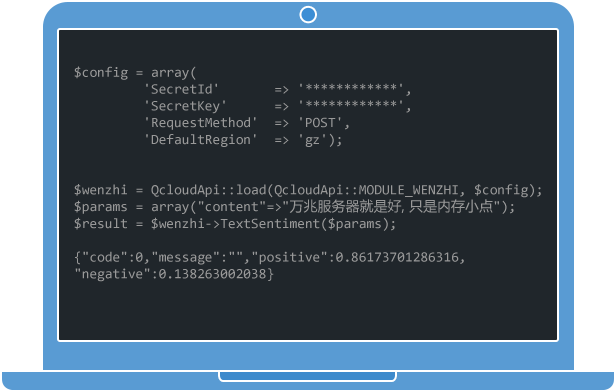 $config = array(
'SecretId' => '************',
'SecretKey' => '************',
'RequestMethod' => 'POST',
'DefaultRegion' => 'gz');
$wenzhi = QcloudApi::load(QcloudApi::MODULE_WENZHI, $config);
$params = array("content"=>"万兆服务器就是好, 只是内存小点");
$result = $wenzhi->TextSentiment($params);
{"code":0,"message":"","positive":0.86173701286316,
"negative":0.138263002038}